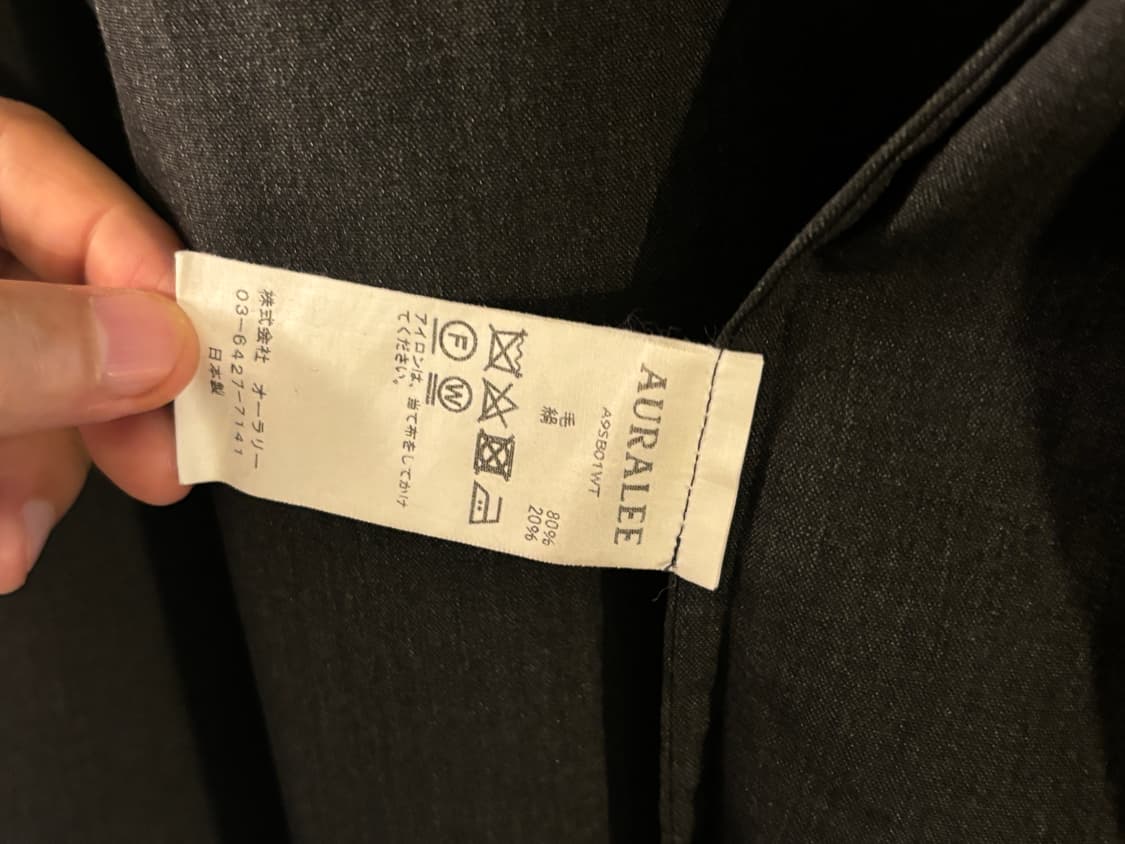 AURALEE
A9SB01WT
毛 80%
絹 20%
F W
アイロンは、当て布をしてかけ
てください。
株式会社 オーラリー
03-6427-7141
日本製